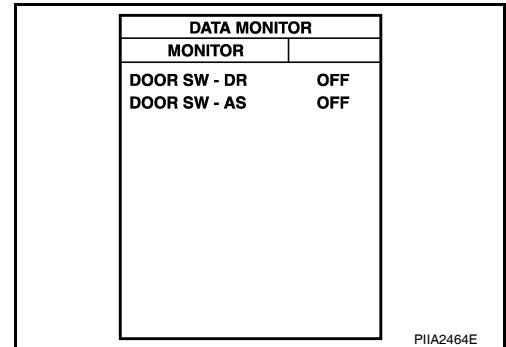 DATA MONITOR
MONITOR
DOOR SW - DR OFF
DOOR SW - AS OFF
PIIA2464E